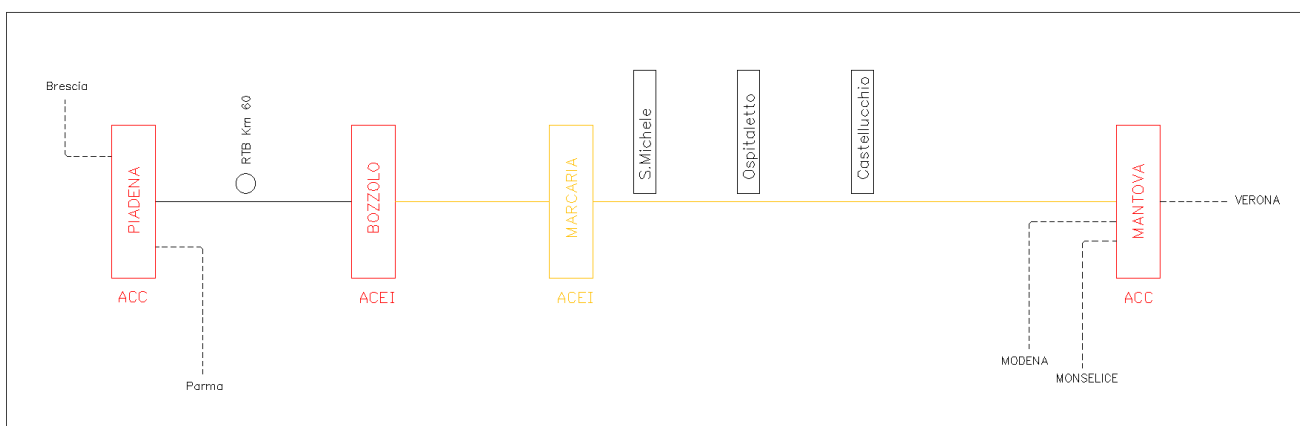 Brescia
PIADENA
ACC
Parma
RTB Km 60
BOZZOLO
ACEI
MARCARIA
ACEI
S.Michele
Ospitaletto
Castellucchio
MANTOVA
ACC
VERONA
MODENA
MONSELICE